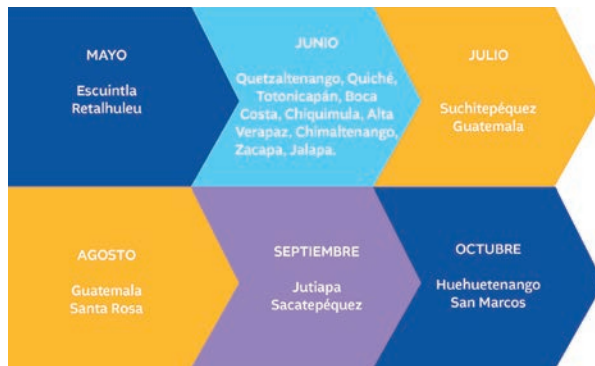 MAYO
Escuintla
Retalhuleu
JUNIO
Quetzaltenango, Quiché,
Totonicapán, Boca
Costa, Chiquimula, Alta
Verapaz, Chimaltenango,
Zacapa, Jalapa.
JULIO
Suchitepéquez
Guatemala
AGOSTO
Guatemala
Santa Rosa
SEPTIEMBRE
Jutiapa
Sacatepéquez
OCTUBRE
Huehuetenango
San Marcos